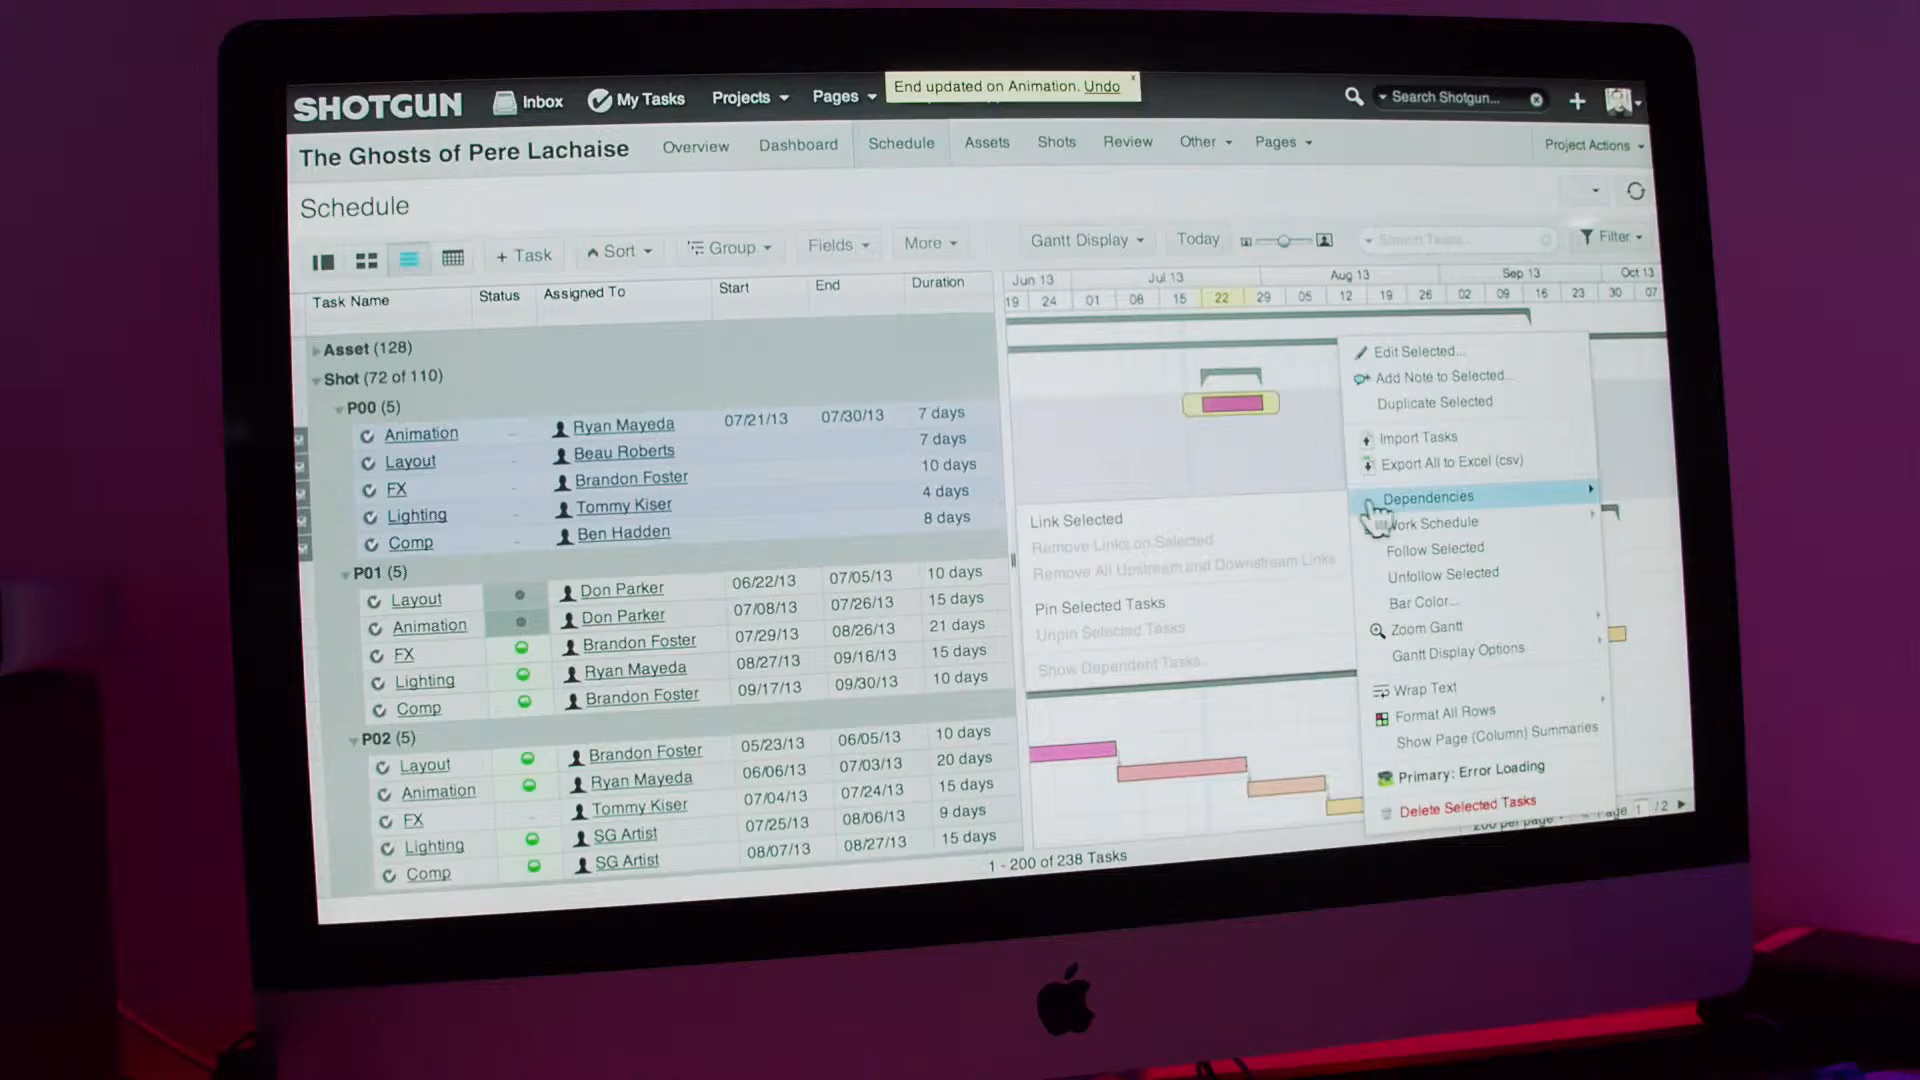 End updated on Animation. Undo x
SHOTGUN Inbox My Tasks Projects Pages Search Shotgun...
The Ghosts of Pere Lachaise Overview Dashboard Schedule Assets Shots Review Other Pages Project Actions
Schedule
+ Task Sort Group Fields More Gantt Display Today Search Tasks... Filter
Task Name Status Assigned To Start End Duration
Jun 13 Jul 13 Aug 13 Sep 13 Oct 13
19 24 01 08 15 22 29 05 12 19 26 02 09 16 23 30 07
Asset (128)
Shot (72 of 110)
P00 (5)
Animation Ryan Mayeda 07/21/13 07/30/13 7 days
Layout Beau Roberts 7 days
FX Brandon Foster 10 days
Lighting Tommy Kiser 4 days
Comp Ben Hadden 8 days
P01 (5)
Layout Don Parker 06/22/13 07/05/13 10 days
Animation Don Parker 07/08/13 07/26/13 15 days
FX Brandon Foster 07/29/13 08/26/13 21 days
Lighting Ryan Mayeda 08/27/13 09/16/13 15 days
Comp Brandon Foster 09/17/13 09/30/13 10 days
P02 (5)
Layout Brandon Foster 05/23/13 06/05/13 10 days
Animation Ryan Mayeda 06/06/13 07/03/13 20 days
FX Tommy Kiser 07/04/13 07/24/13 15 days
Lighting SG Artist 07/25/13 08/06/13 9 days
Comp SG Artist 08/07/13 08/27/13 15 days
Link Selected
Remove Links on Selected
Remove All Upstream and Downstream Links
Pin Selected Tasks
Unpin Selected Tasks
Show Dependent Tasks...
Edit Selected...
Add Note to Selected...
Duplicate Selected
Import Tasks
Export All to Excel (csv)
Dependencies
Work Schedule
Follow Selected
Unfollow Selected
Bar Color...
Zoom Gantt
Gantt Display Options
Wrap Text
Format All Rows
Show Page (Column) Summaries
Primary: Error Loading
Delete Selected Tasks
1 - 200 of 238 Tasks
200 per page Page 1 / 2